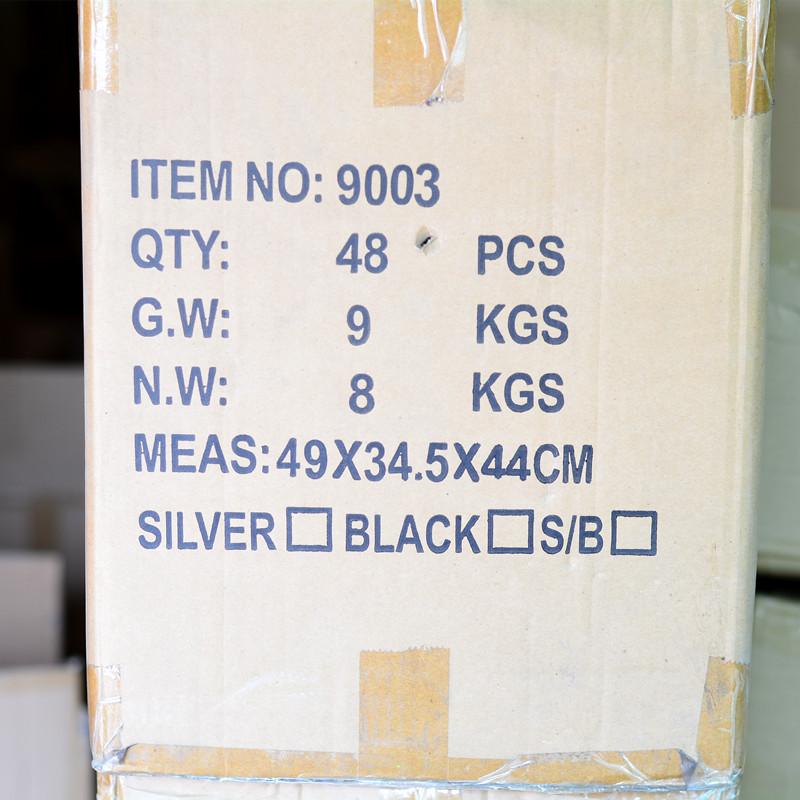 ITEM NO: 9003
QTY: 48 PCS
G.W: 9 KGS
N.W: 8 KGS
MEAS:49X34.5X44CM
SILVER BLACK S/B